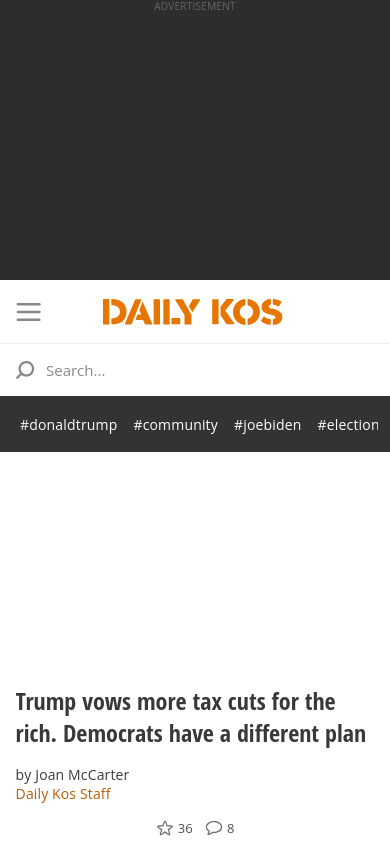 ADVERTISEMENT
DAILY KOS
Search...
#donaldtrump #community #joebiden #election
Trump vows more tax cuts for the
rich. Democrats have a different plan
by Joan McCarter
Daily Kos Staff
36 8